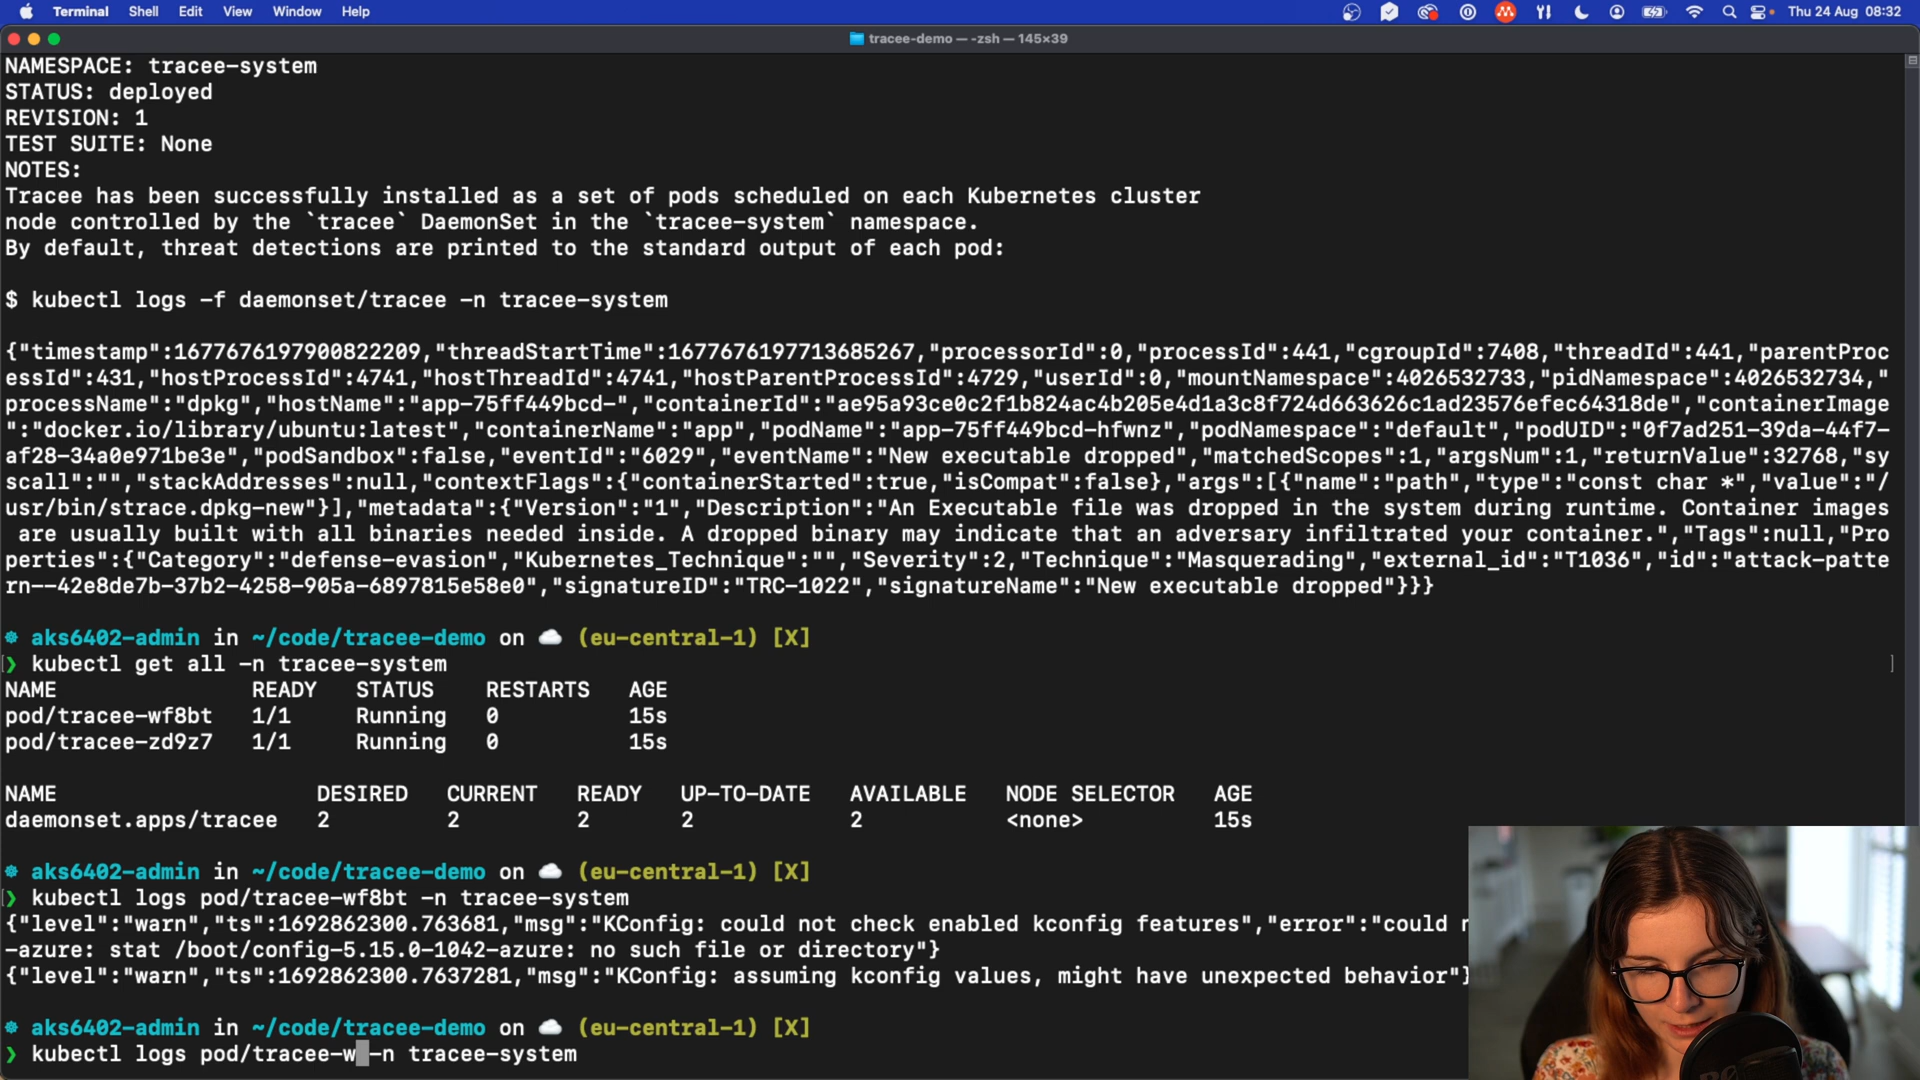 Terminal Shell Edit View Window Help Thu 24 Aug 08:32
tracee-demo — -zsh — 145×39
NAMESPACE: tracee-system
STATUS: deployed
REVISION: 1
TEST SUITE: None
NOTES:
Tracee has been successfully installed as a set of pods scheduled on each Kubernetes cluster
node controlled by the `tracee` DaemonSet in the `tracee-system` namespace.
By default, threat detections are printed to the standard output of each pod:
$ kubectl logs -f daemonset/tracee -n tracee-system
{"timestamp":1677676197900822209,"threadStartTime":1677676197713685267,"processorId":0,"processId":441,"cgroupId":7408,"threadId":441,"parentProc
essId":431,"hostProcessId":4741,"hostThreadId":4741,"hostParentProcessId":4729,"userId":0,"mountNamespace":4026532733,"pidNamespace":4026532734,"
processName":"dpkg","hostName":"app-75ff449bcd-","containerId":"ae95a93ce0c2f1b824ac4b205e4d1a3c8f724d663626c1ad23576efec64318de","containerImage
":"docker.io/library/ubuntu:latest","containerName":"app","podName":"app-75ff449bcd-hfwnz","podNamespace":"default","podUID":"0f7ad251-39da-44f7-
af28-34a0e971be3e","podSandbox":false,"eventId":"6029","eventName":"New executable dropped","matchedScopes":1,"argsNum":1,"returnValue":32768,"sy
scall":"","stackAddresses":null,"contextFlags":{"containerStarted":true,"isCompat":false},"args":[{"name":"path","type":"const char *","value":"/
usr/bin/strace.dpkg-new"}],"metadata":{"Version":"1","Description":"An Executable file was dropped in the system during runtime. Container images
are usually built with all binaries needed inside. A dropped binary may indicate that an adversary infiltrated your container.","Tags":null,"Pro
perties":{"Category":"defense-evasion","Kubernetes_Technique":"","Severity":2,"Technique":"Masquerading","external_id":"T1036","id":"attack-patte
rn--42e8de7b-37b2-4258-905a-6897815e58e0","signatureID":"TRC-1022","signatureName":"New executable dropped"}}}
aks6402-admin in ~/code/tracee-demo on (eu-central-1) [X]
❯ kubectl get all -n tracee-system
NAME READY STATUS RESTARTS AGE
pod/tracee-wf8bt 1/1 Running 0 15s
pod/tracee-zd9z7 1/1 Running 0 15s
NAME DESIRED CURRENT READY UP-TO-DATE AVAILABLE NODE SELECTOR AGE
daemonset.apps/tracee 2 2 2 2 2 <none> 15s
aks6402-admin in ~/code/tracee-demo on (eu-central-1) [X]
❯ kubectl logs pod/tracee-wf8bt -n tracee-system
{"level":"warn","ts":1692862300.763681,"msg":"KConfig: could not check enabled kconfig features","error":"could
-azure: stat /boot/config-5.15.0-1042-azure: no such file or directory"}
{"level":"warn","ts":1692862300.7637281,"msg":"KConfig: assuming kconfig values, might have unexpected behavior"}
aks6402-admin in ~/code/tracee-demo on (eu-central-1) [X]
❯ kubectl logs pod/tracee-w -n tracee-system